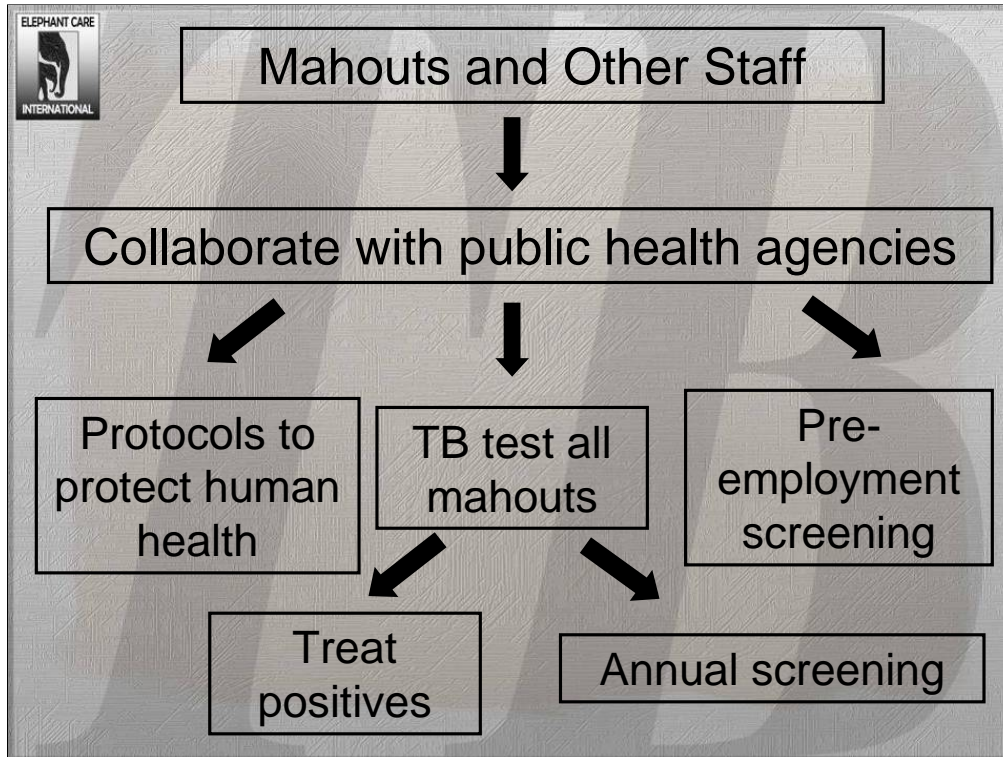 ELEPHANT CARE
INTERNATIONAL
Mahouts and Other Staff
Collaborate with public health agencies
Protocols to
protect human
health
TB test all
mahouts
Pre-
employment
screening
Treat
positives
Annual screening
TB